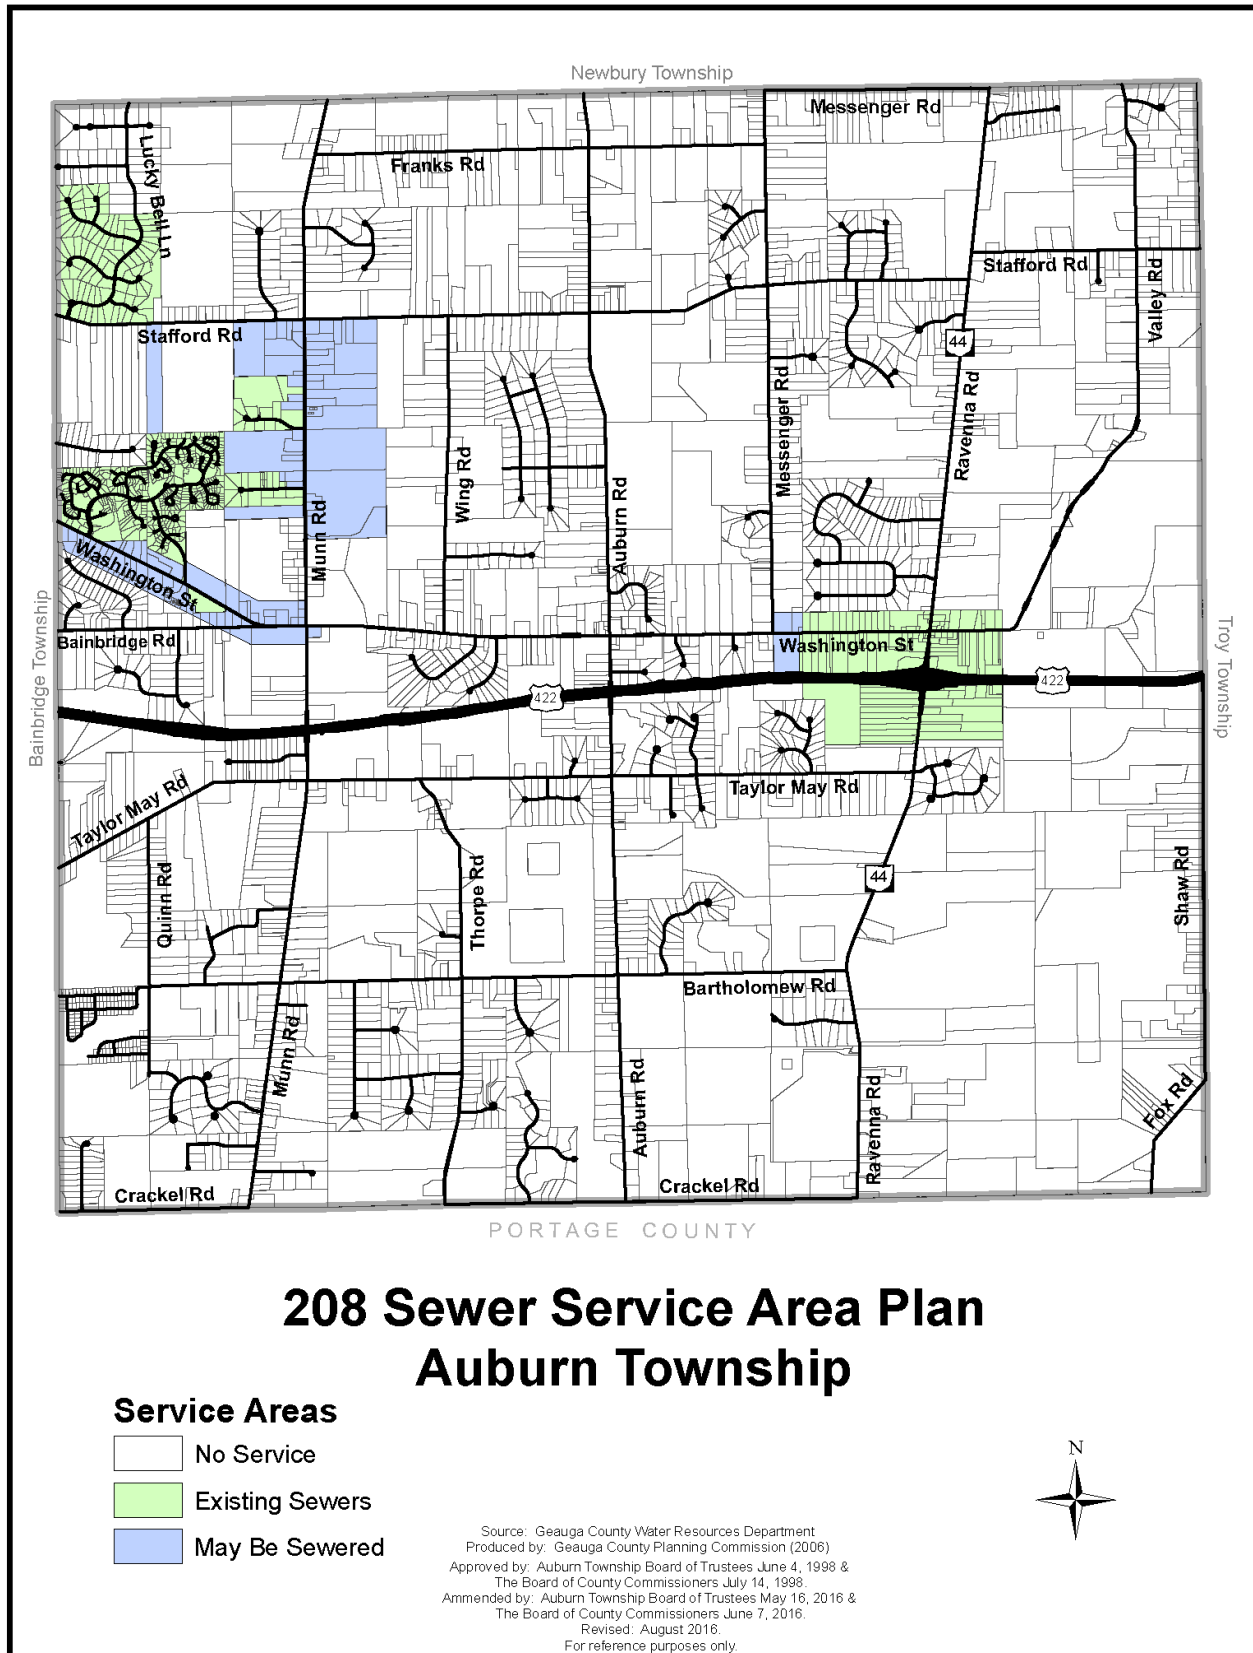 Newbury Township
Messenger Rd
Franks Rd
Lucky Bell Ln
Stafford Rd
Valley Rd
Stafford Rd
44
Messenger Rd
Ravenna Rd
Wing Rd
Auburn Rd
Munn Rd
Washington St
Bainbridge Township
Bainbridge Rd
Washington St
Troy Township
422
422
Taylor May Rd
Taylor May Rd
Quinn Rd
Thorpe Rd
44
Shaw Rd
Bartholomew Rd
Munn Rd
Auburn Rd
Ravenna Rd
Fox Rd
Crackel Rd
Crackel Rd
PORTAGE COUNTY
208 Sewer Service Area Plan
Auburn Township
Service Areas
No Service
Existing Sewers
May Be Sewered
N
Source: Geauga County Water Resources Department
Produced by: Geauga County Planning Commission (2006)
Approved by: Auburn Township Board of Trustees June 4, 1998 &
The Board of County Commissioners July 14, 1998.
Ammended by: Auburn Township Board of Trustees May 16, 2016 &
The Board of County Commissioners June 7, 2016.
Revised: August 2016.
For reference purposes only.